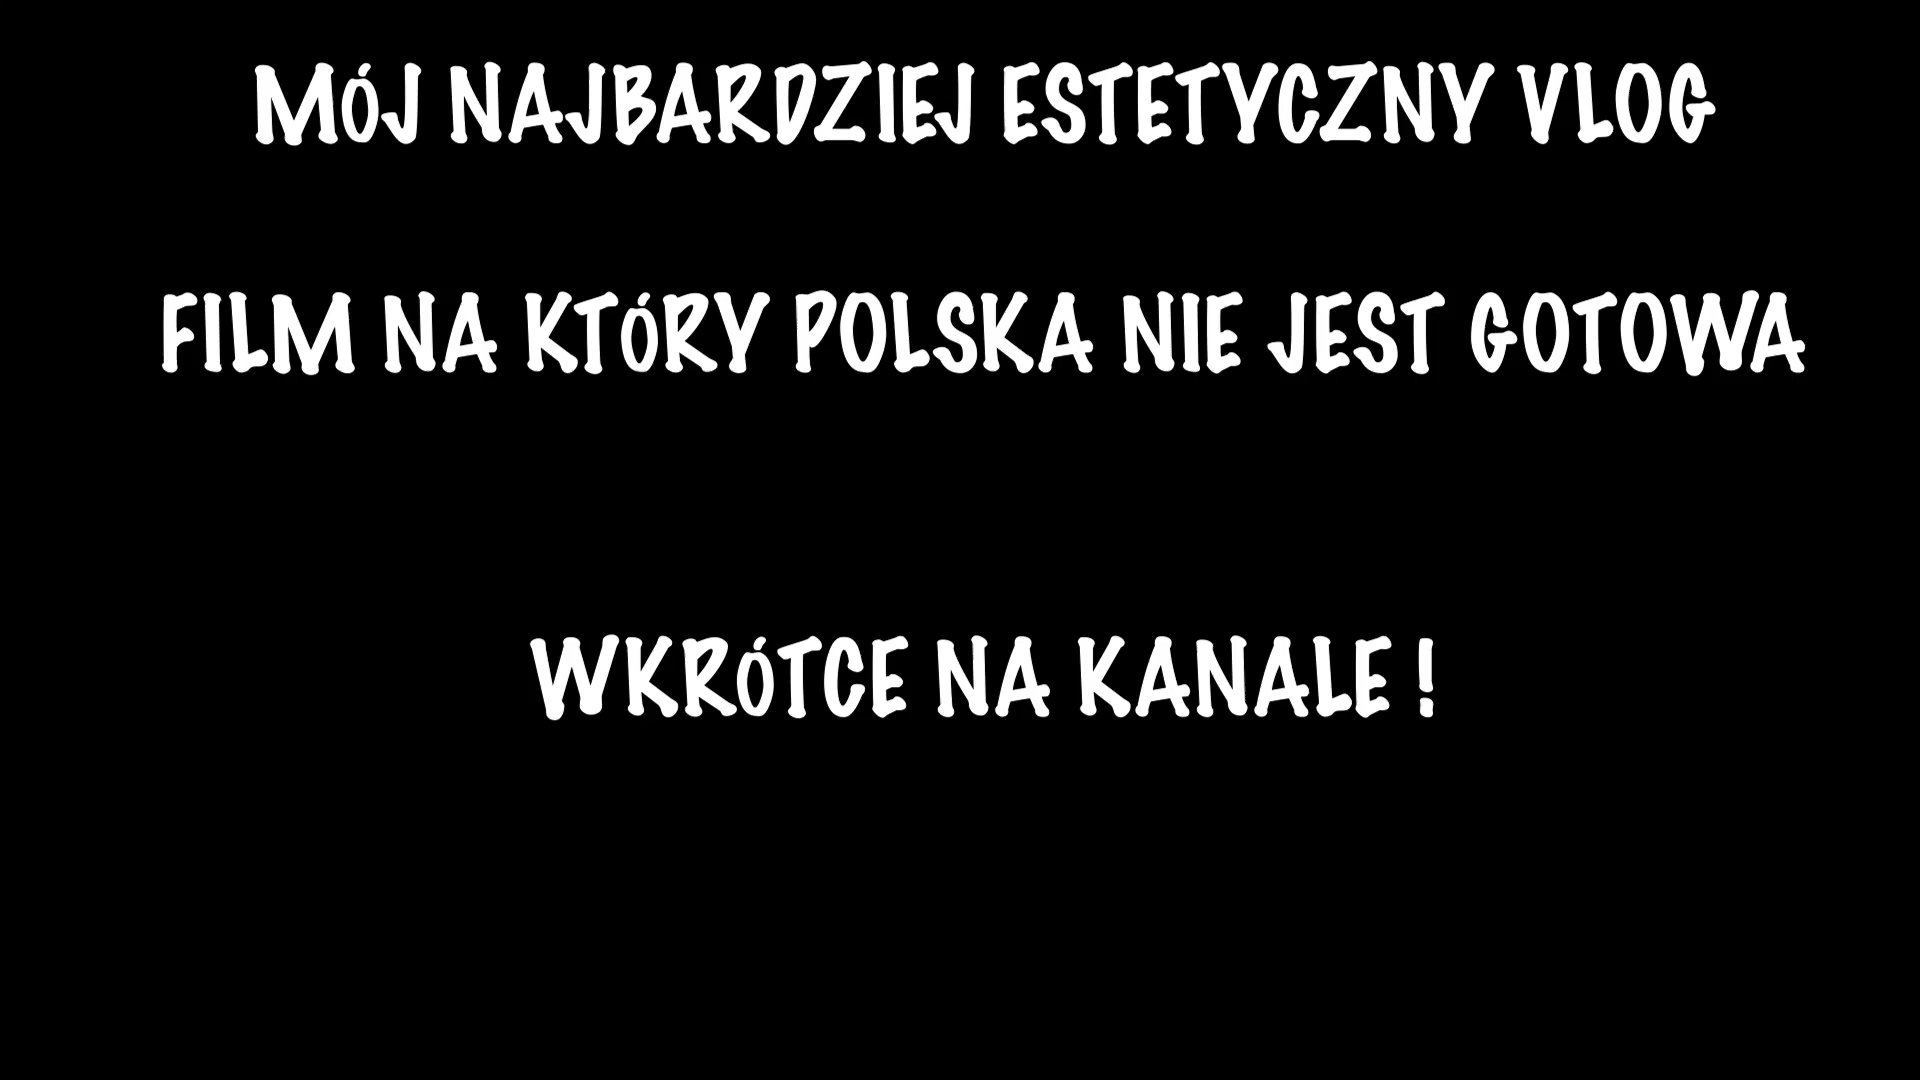 MÓJ NAJBARDZIEJ ESTETYCZNY VLOG
FILM NA KTÓRY POLSKA NIE JEST GOTOWA
WKRÓTCE NA KANALE !